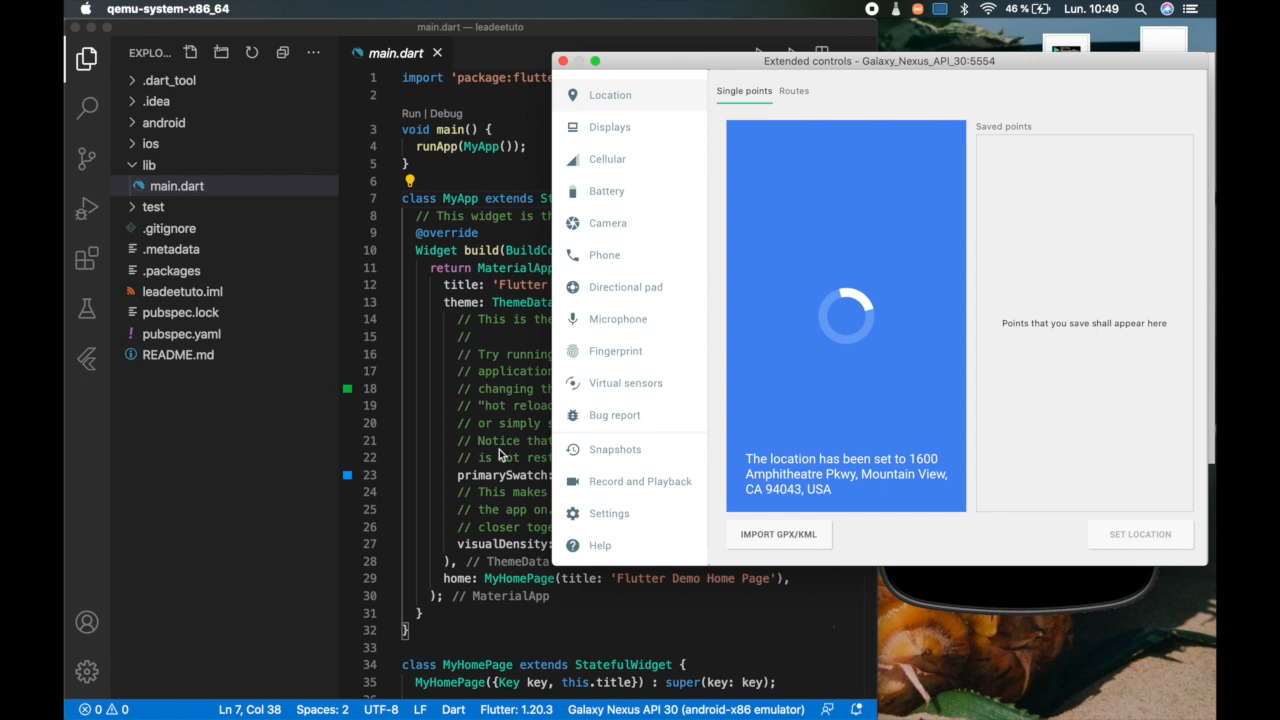 qemu-system-x86_64
46 %
Lun. 10:49
main.dart — leadeetuto
EXPLO...
main.dart
.dart_tool
.idea
android
ios
lib
main.dart
test
.gitignore
.metadata
.packages
leadeetuto.iml
pubspec.lock
pubspec.yaml
README.md
1 import 'package:flutte
2
Run | Debug
3 void main() {
4 runApp(MyApp());
5 }
6
7 class MyApp extends St
8 // This widget is th
9 @override
10 Widget build(BuildCo
11 return MaterialApp
12 title: 'Flutter
13 theme: ThemeData
14 // This is the
15 //
16 // Try running
17 // application
18 // changing th
19 // "hot reload
20 // or simply s
21 // Notice that
22 // is not rest
23 primarySwatch:
24 // This makes
25 // the app on.
26 // closer toge
27 visualDensity:
28 ), // ThemeData
29 home: MyHomePage(title: 'Flutter Demo Home Page'),
30 ); // MaterialApp
31 }
32 }
33
34 class MyHomePage extends StatefulWidget {
35 MyHomePage({Key key, this.title}) : super(key: key);
Extended controls - Galaxy_Nexus_API_30:5554
Location
Displays
Cellular
Battery
Camera
Phone
Directional pad
Microphone
Fingerprint
Virtual sensors
Bug report
Snapshots
Record and Playback
Settings
Help
Single points
Routes
Saved points
Points that you save shall appear here
The location has been set to 1600
Amphitheatre Pkwy, Mountain View,
CA 94043, USA
IMPORT GPX/KML
SET LOCATION
0 0
Ln 7, Col 38
Spaces: 2
UTF-8
LF
Dart
Flutter: 1.20.3
Galaxy Nexus API 30 (android-x86 emulator)